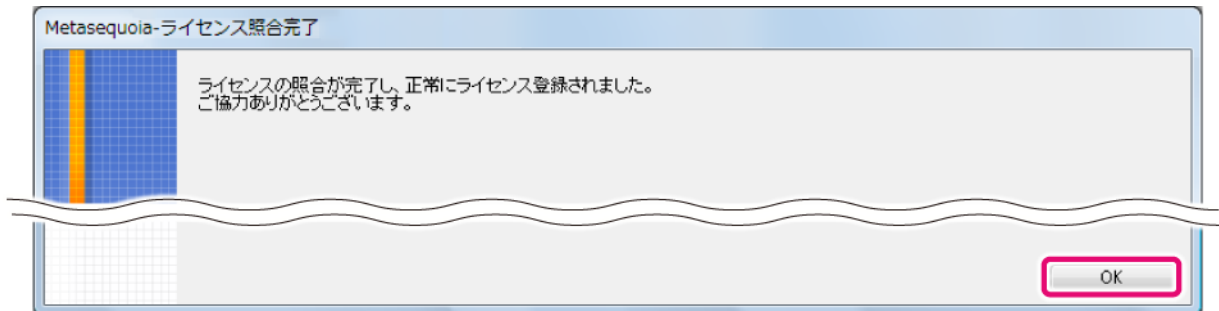 Metasequoia-ライセンス照合完了
ライセンスの照合が完了し、正常にライセンス登録されました。
ご協力ありがとうございます。
OK